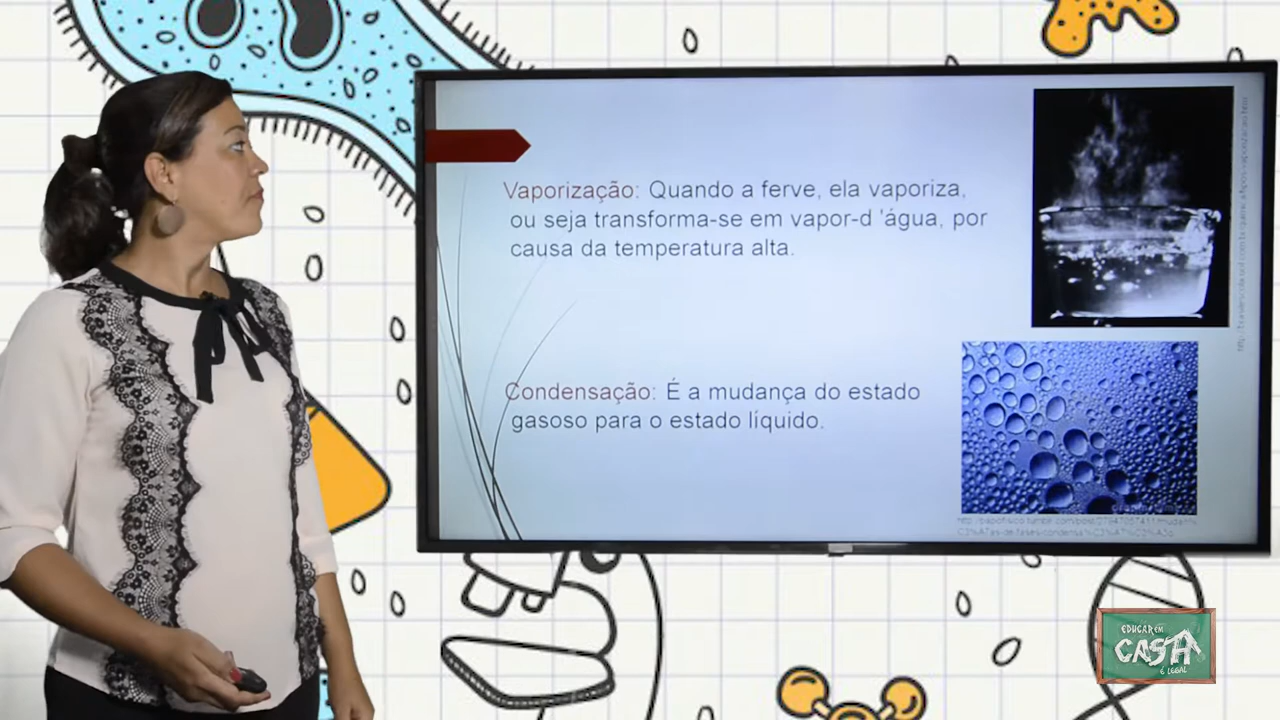 Vaporização: Quando a ferve, ela vaporiza,
ou seja transforma-se em vapor-d 'água, por
causa da temperatura alta.
Condensação: É a mudança do estado
gasoso para o estado líquido.
EDUCAR EM
CASA
É LEGAL